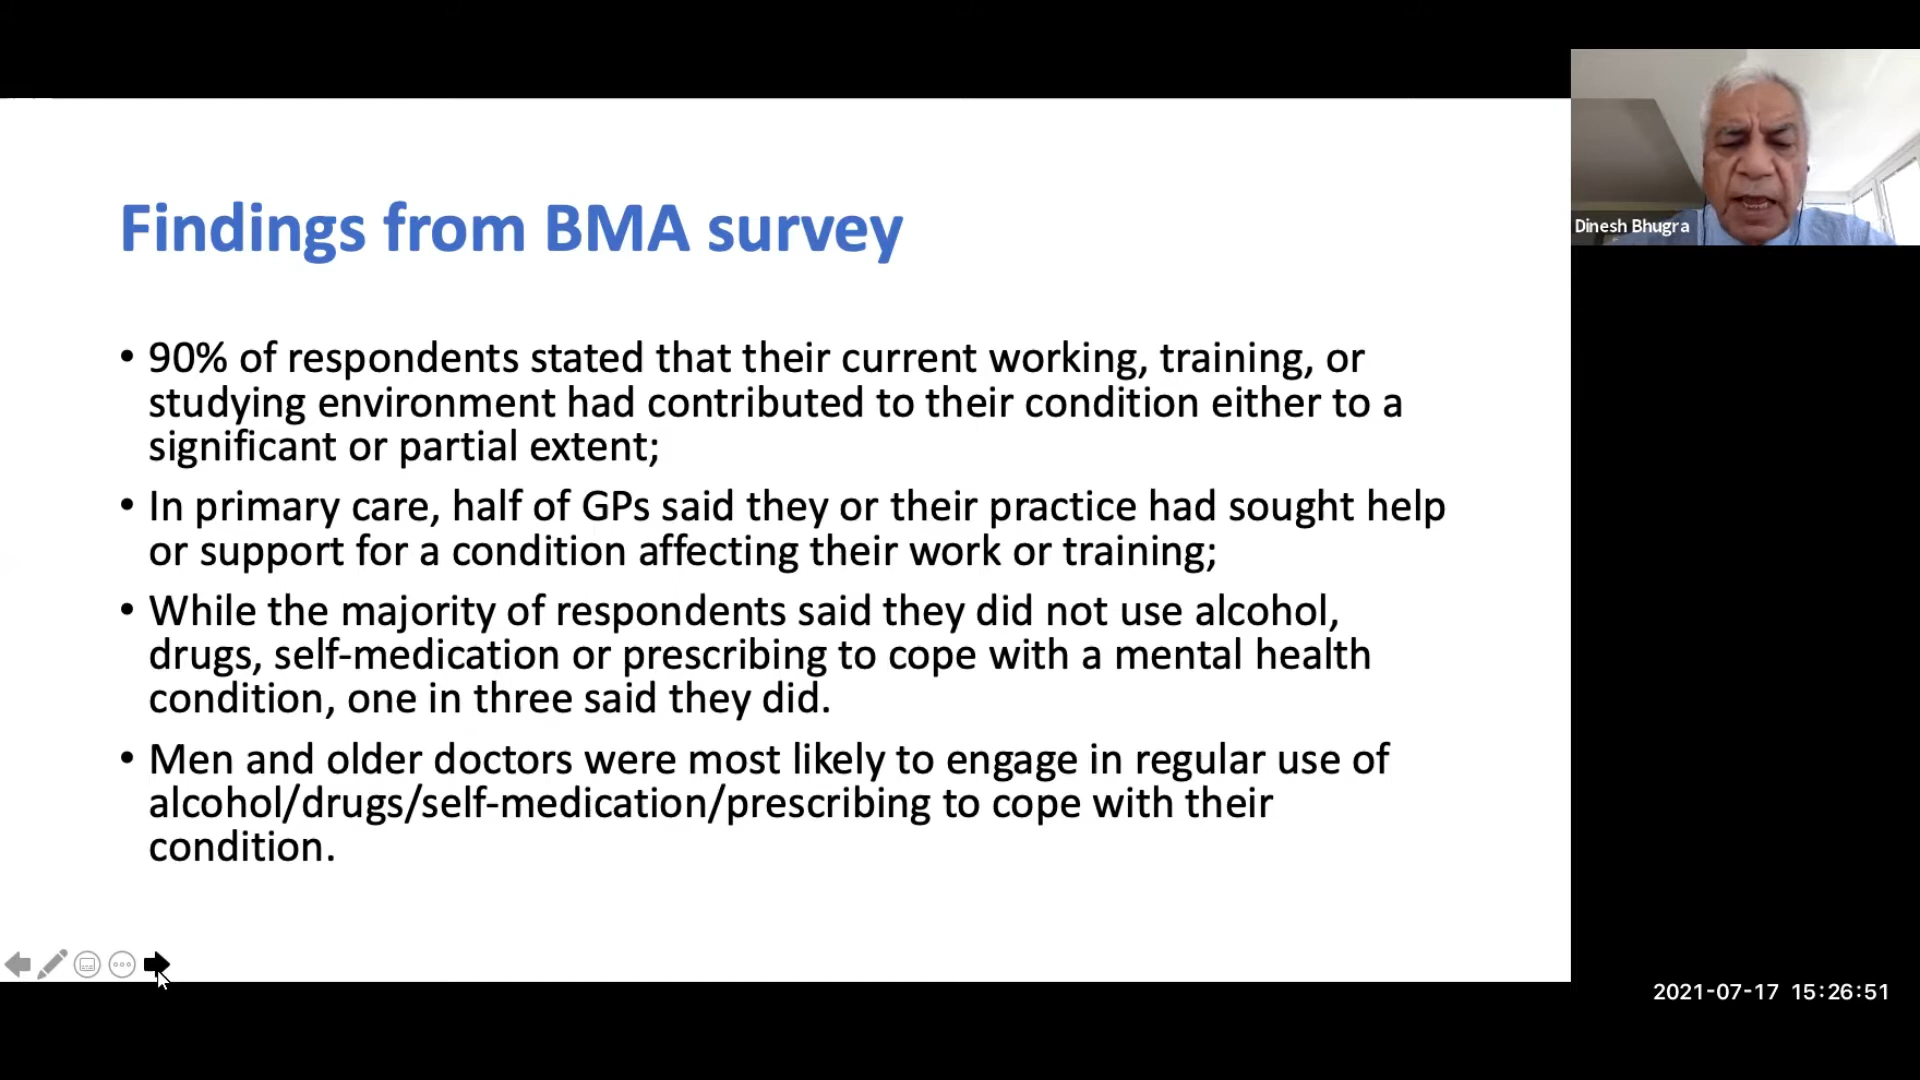 Findings from BMA survey
• 90% of respondents stated that their current working, training, or
studying environment had contributed to their condition either to a
significant or partial extent;
• In primary care, half of GPs said they or their practice had sought help
or support for a condition affecting their work or training;
• While the majority of respondents said they did not use alcohol,
drugs, self-medication or prescribing to cope with a mental health
condition, one in three said they did.
• Men and older doctors were most likely to engage in regular use of
alcohol/drugs/self-medication/prescribing to cope with their
condition.
Dinesh Bhugra
2021-07-17 15:26:51